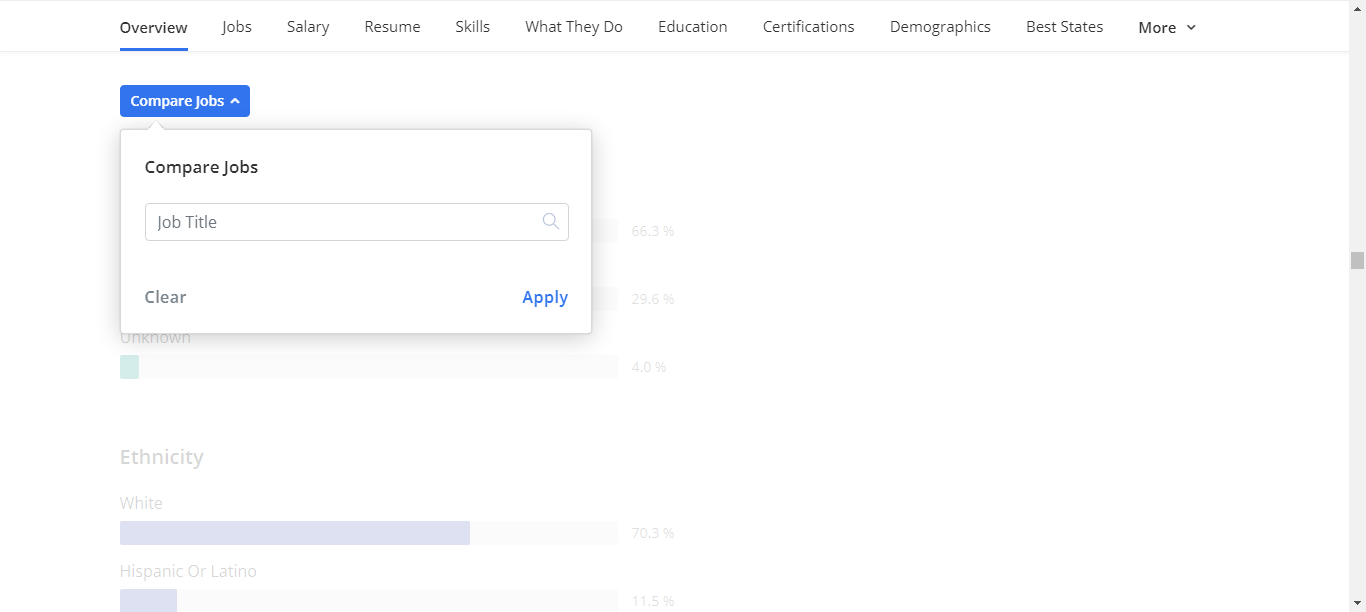 Overview Jobs Salary Resume Skills What They Do Education Certifications Demographics Best States More
Compare Jobs
Compare Jobs
Job Title
66.3 %
Clear Apply
29.6 %
Unknown
4.0 %
Ethnicity
White
70.3 %
Hispanic Or Latino
11.5 %